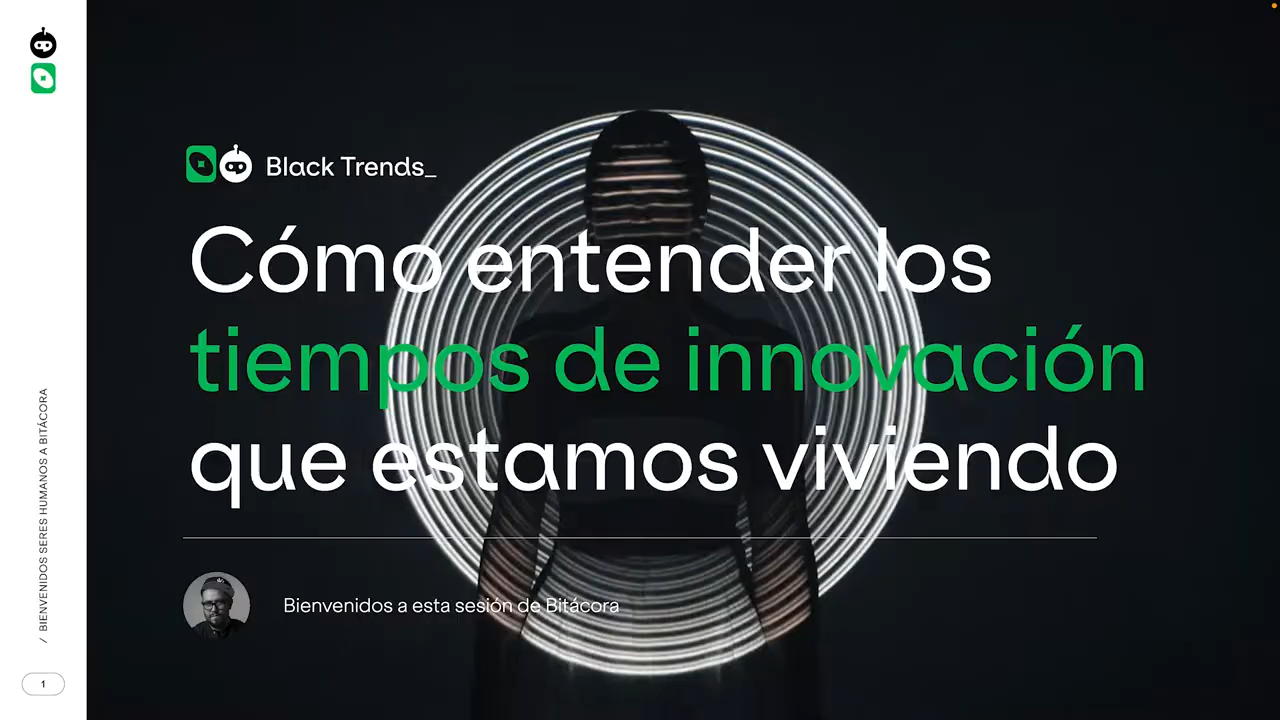 Black Trends_
Cómo entender los
tiempos de innovación
que estamos viviendo
Bienvenidos a esta sesión de Bitácora
/ BIENVENIDOS SERES HUMANOS A BITÁCORA
1